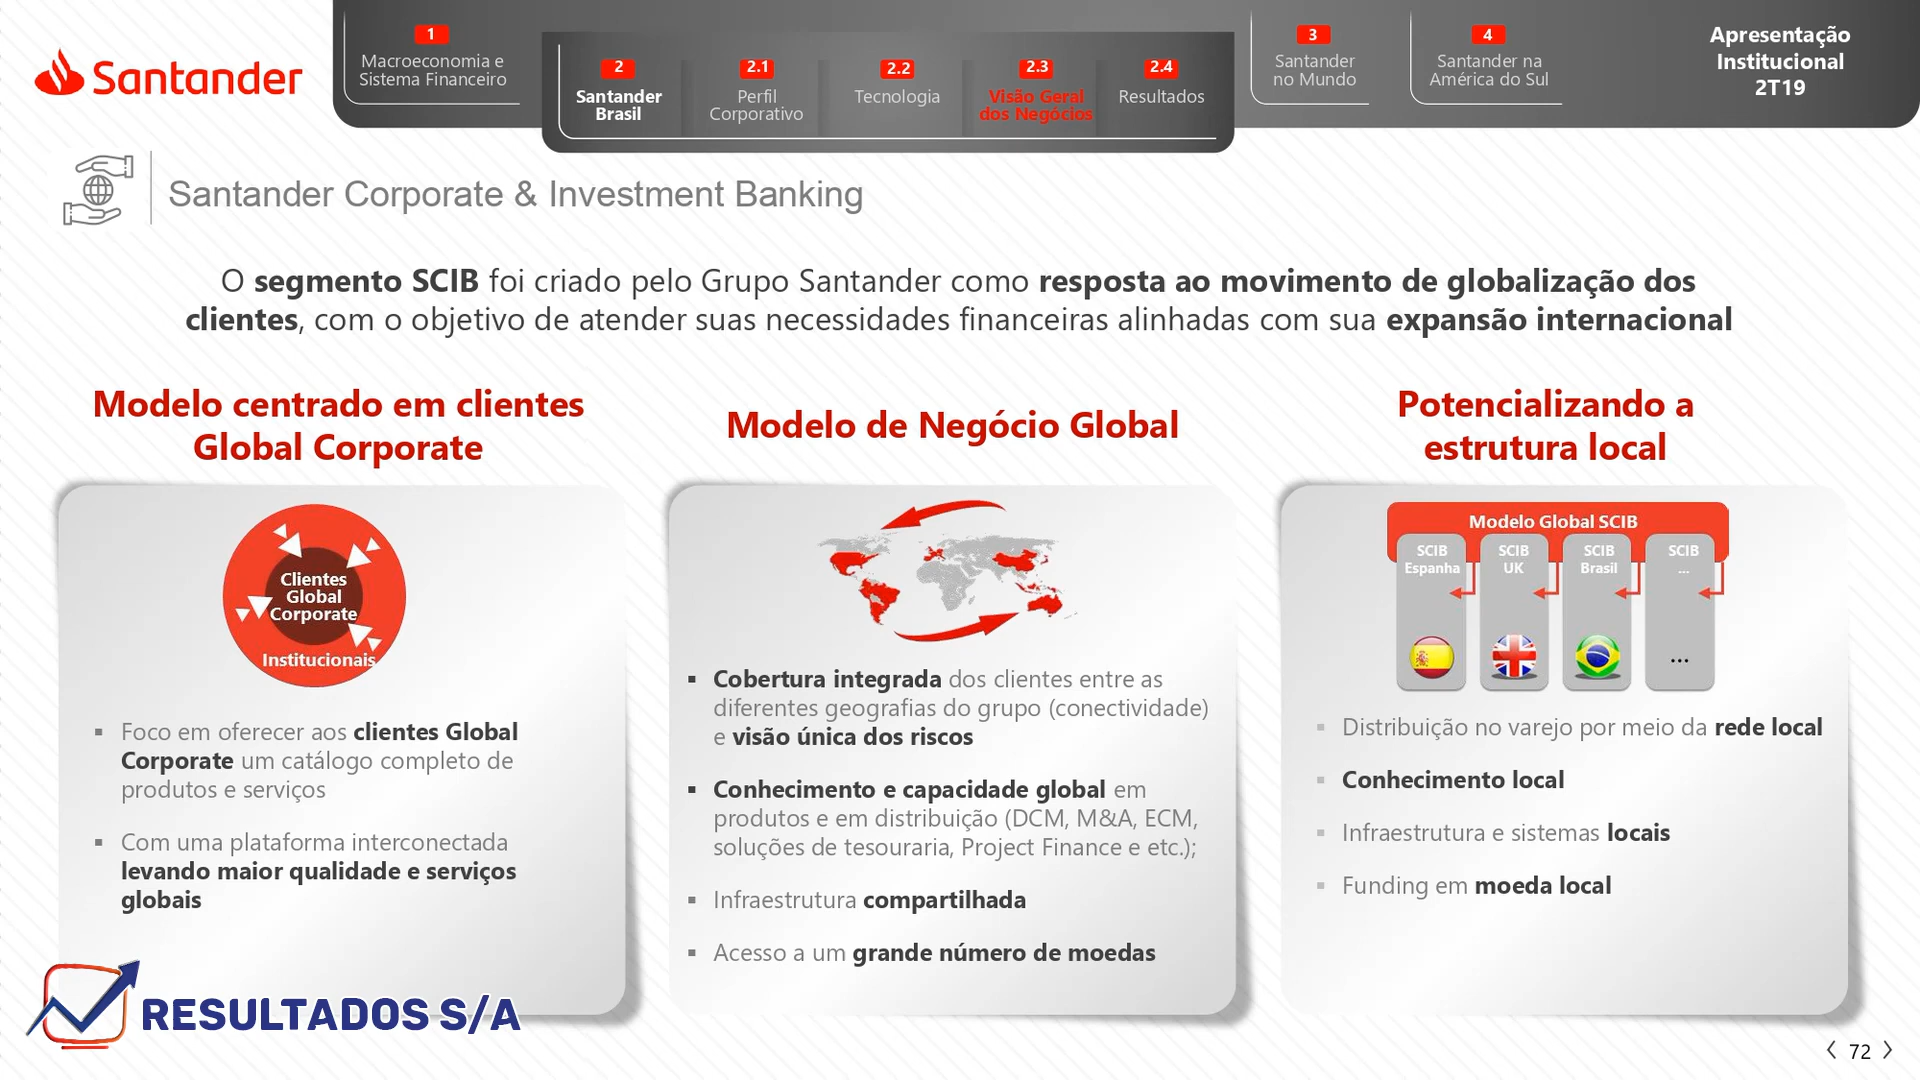 Santander
1
Macroeconomia e
Sistema Financeiro
2
Santander
Brasil
2.1
Perfil
Corporativo
2.2
Tecnologia
2.3
Visão Geral
dos Negócios
2.4
Resultados
3
Santander
no Mundo
4
Santander na
América do Sul
Apresentação
Institucional
2T19
Santander Corporate & Investment Banking
O segmento SCIB foi criado pelo Grupo Santander como resposta ao movimento de globalização dos
clientes, com o objetivo de atender suas necessidades financeiras alinhadas com sua expansão internacional
Modelo centrado em clientes
Global Corporate
Clientes
Global
Corporate
Institucionais
▪ Foco em oferecer aos clientes Global
Corporate um catálogo completo de
produtos e serviços
▪ Com uma plataforma interconectada
levando maior qualidade e serviços
globais
Modelo de Negócio Global
▪ Cobertura integrada dos clientes entre as
diferentes geografias do grupo (conectividade)
e visão única dos riscos
▪ Conhecimento e capacidade global em
produtos e em distribuição (DCM, M&A, ECM,
soluções de tesouraria, Project Finance e etc.);
▪ Infraestrutura compartilhada
▪ Acesso a um grande número de moedas
Potencializando a
estrutura local
Modelo Global SCIB
SCIB
Espanha
SCIB
UK
SCIB
Brasil
SCIB
...
...
▪ Distribuição no varejo por meio da rede local
▪ Conhecimento local
▪ Infraestrutura e sistemas locais
▪ Funding em moeda local
RESULTADOS S/A
72